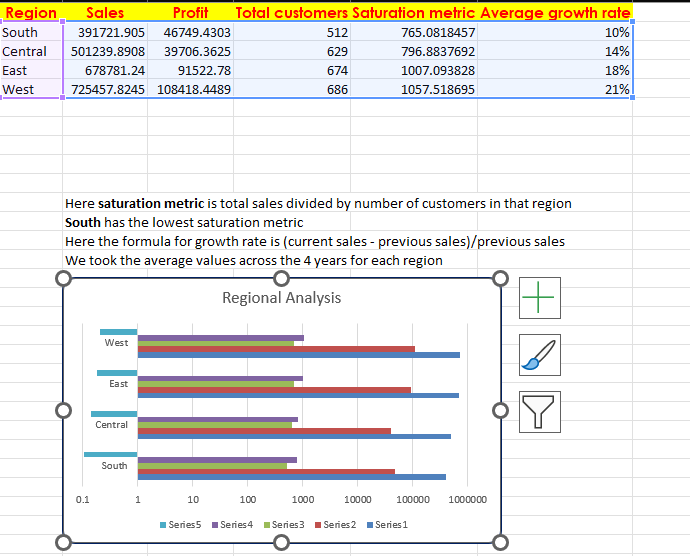 Region Sales Profit Total customers Saturation metric Average growth rate
South 391721.905 46749.4303 512 765.0818457 10%
Central 501239.8908 39706.3625 629 796.8837692 14%
East 678781.24 91522.78 674 1007.093828 18%
West 725457.8245 108418.4489 686 1057.518695 21%
Here saturation metric is total sales divided by number of customers in that region
South has the lowest saturation metric
Here the formula for growth rate is (current sales - previous sales)/previous sales
We took the average values across the 4 years for each region
Regional Analysis
West
East
Central
South
0.1 1 10 100 1000 10000 100000 1000000
Series5 Series4 Series3 Series2 Series1